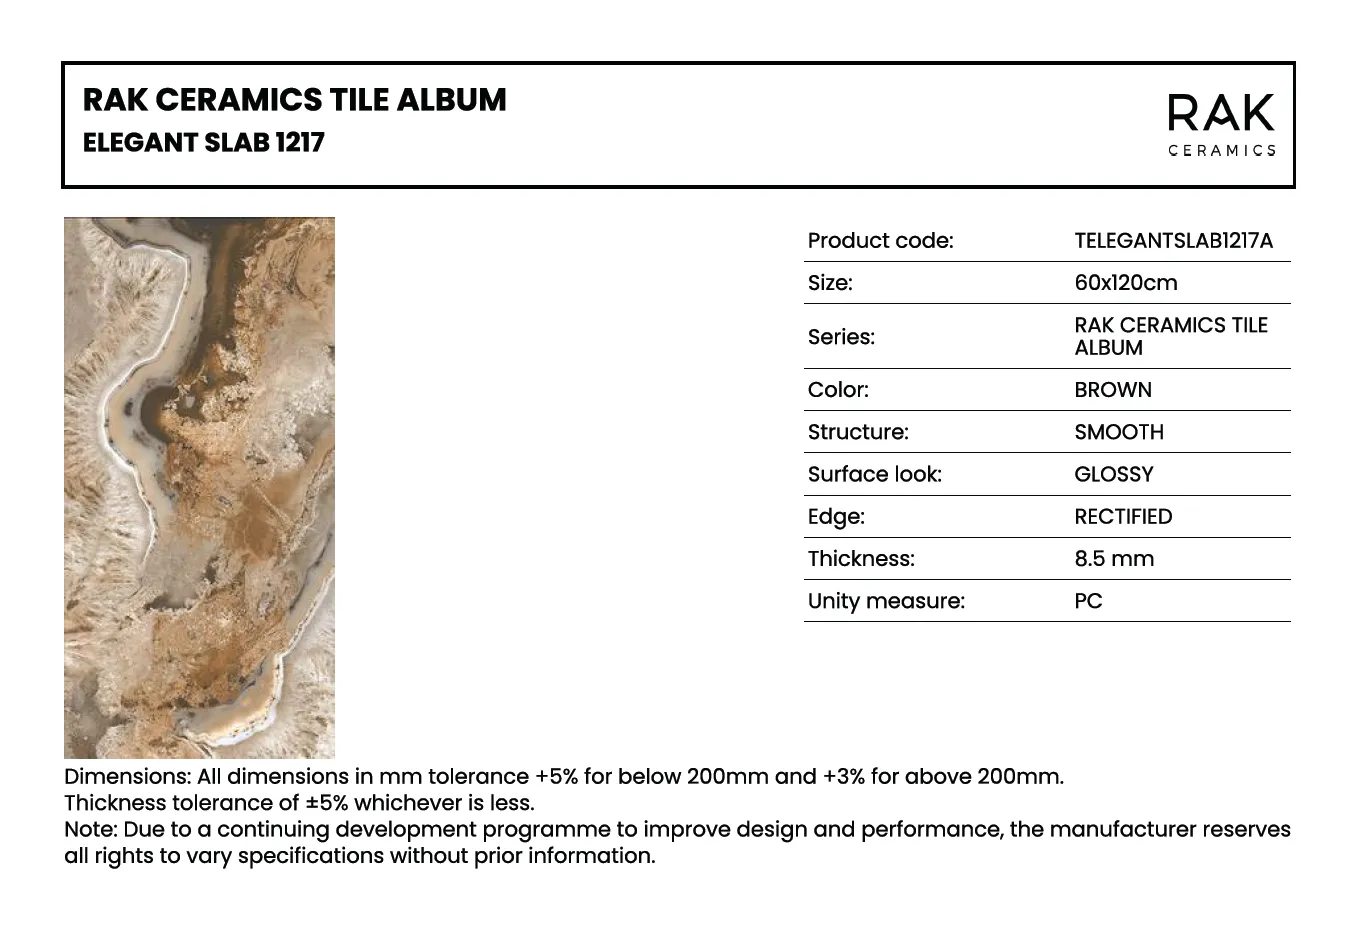 RAK CERAMICS TILE ALBUM
ELEGANT SLAB 1217
RAK
CERAMICS
Product code: TELEGANTSLAB1217A
Size: 60x120cm
Series: RAK CERAMICS TILE
ALBUM
Color: BROWN
Structure: SMOOTH
Surface look: GLOSSY
Edge: RECTIFIED
Thickness: 8.5 mm
Unity measure: PC
Dimensions: All dimensions in mm tolerance +5% for below 200mm and +3% for above 200mm.
Thickness tolerance of ±5% whichever is less.
Note: Due to a continuing development programme to improve design and performance, the manufacturer reserves
all rights to vary specifications without prior information.